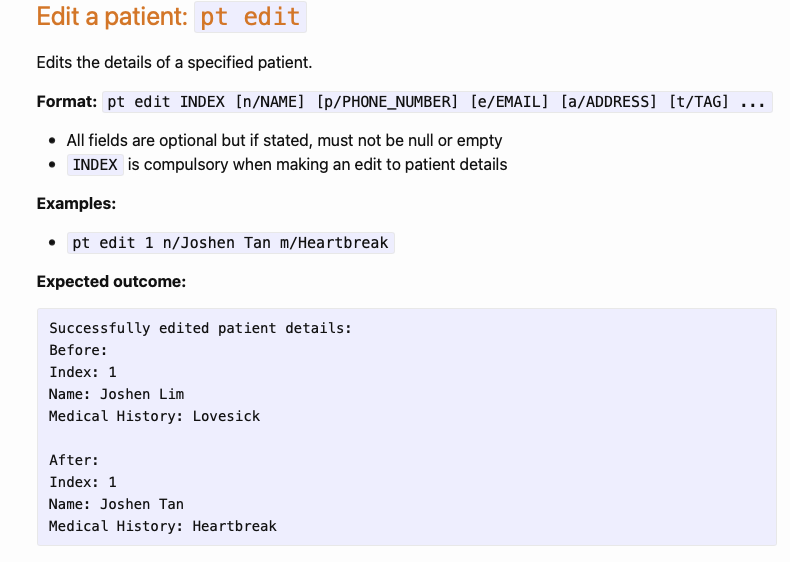 Edit a patient: pt edit
Edits the details of a specified patient.
Format: pt edit INDEX [n/NAME] [p/PHONE_NUMBER] [e/EMAIL] [a/ADDRESS] [t/TAG] ...
• All fields are optional but if stated, must not be null or empty
• INDEX is compulsory when making an edit to patient details
Examples:
• pt edit 1 n/Joshen Tan m/Heartbreak
Expected outcome:
Successfully edited patient details:
Before:
Index: 1
Name: Joshen Lim
Medical History: Lovesick
After:
Index: 1
Name: Joshen Tan
Medical History: Heartbreak